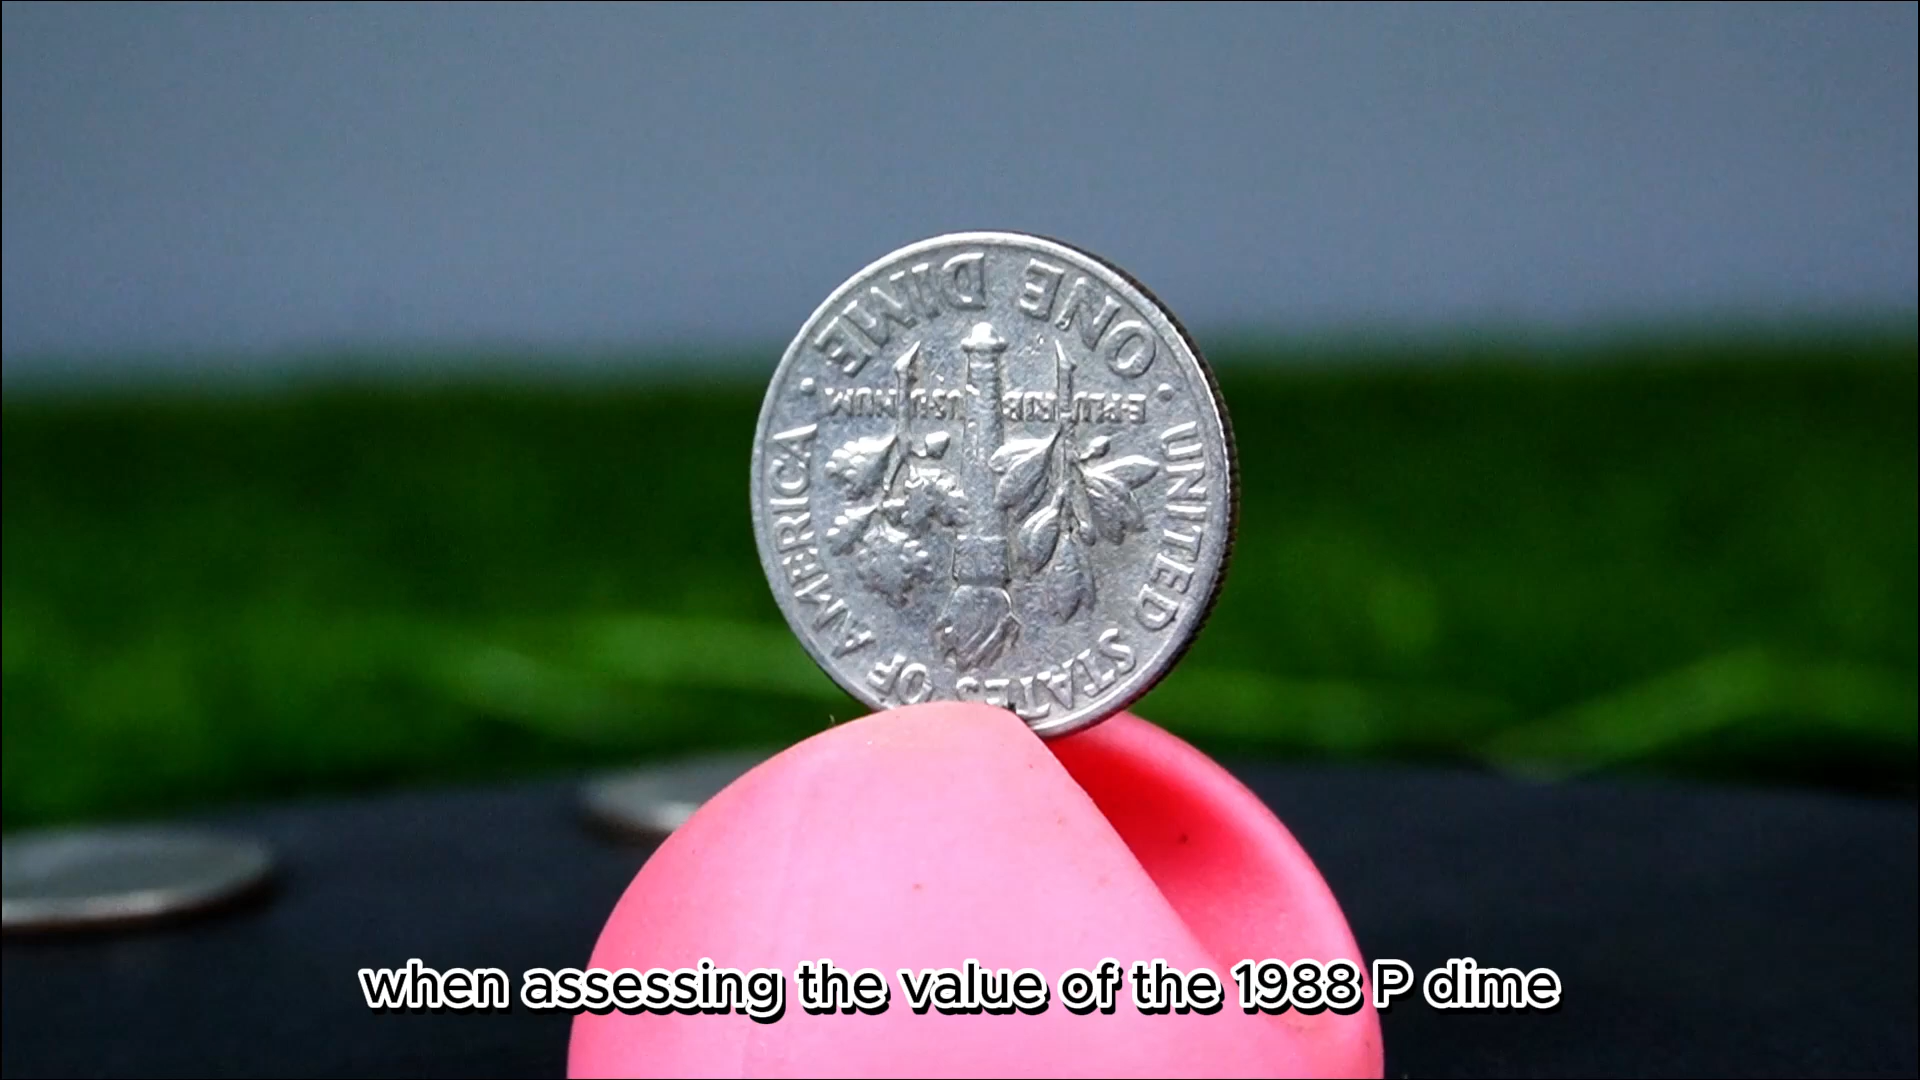 ONE DIME
E PLURIBUS UNUM
UNITED STATES OF AMERICA
when assessing the value of the 1988 P dime